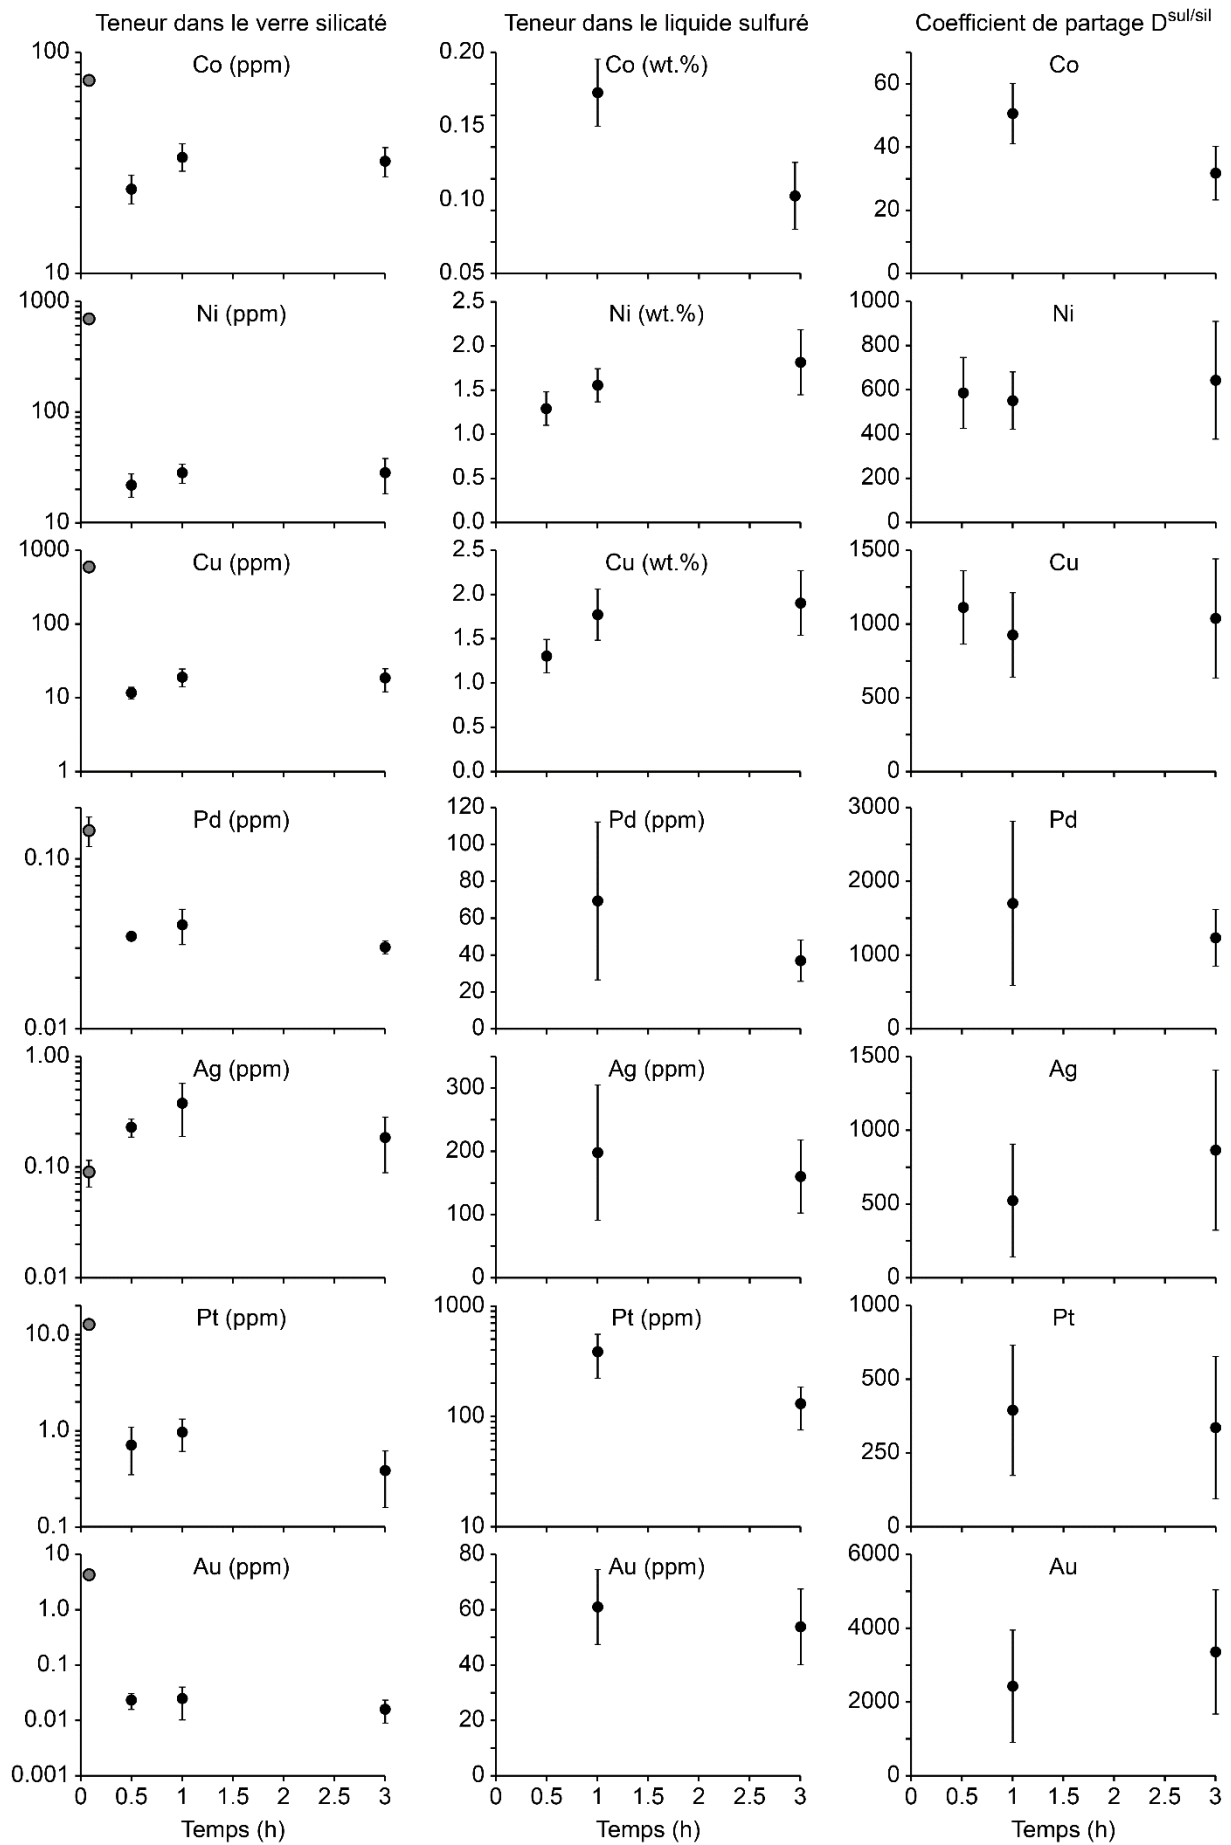 Teneur dans le verre silicaté
Teneur dans le liquide sulfuré
Coefficient de partage D^sul/sil
Co (ppm)
100
10
Co (wt.%)
0.20
0.15
0.10
0.05
Co
60
40
20
0
Ni (ppm)
1000
100
10
Ni (wt.%)
2.5
2.0
1.5
1.0
0.5
0.0
Ni
1000
800
600
400
200
0
Cu (ppm)
1000
100
10
1
Cu (wt.%)
2.5
2.0
1.5
1.0
0.5
0.0
Cu
1500
1000
500
0
Pd (ppm)
0.10
0.01
Pd (ppm)
120
100
80
60
40
20
0
Pd
3000
2000
1000
0
Ag (ppm)
1.00
0.10
0.01
Ag (ppm)
300
200
100
0
Ag
1500
1000
500
0
Pt (ppm)
10.0
1.0
0.1
Pt (ppm)
1000
100
10
Pt
1000
500
250
0
Au (ppm)
10
1.0
0.1
0.01
0.001
Au (ppm)
80
60
40
20
0
Au
6000
4000
2000
0
0 0.5 1 1.5 2 2.5 3
Temps (h)
0 0.5 1 1.5 2 2.5 3
Temps (h)
0 0.5 1 1.5 2 2.5 3
Temps (h)